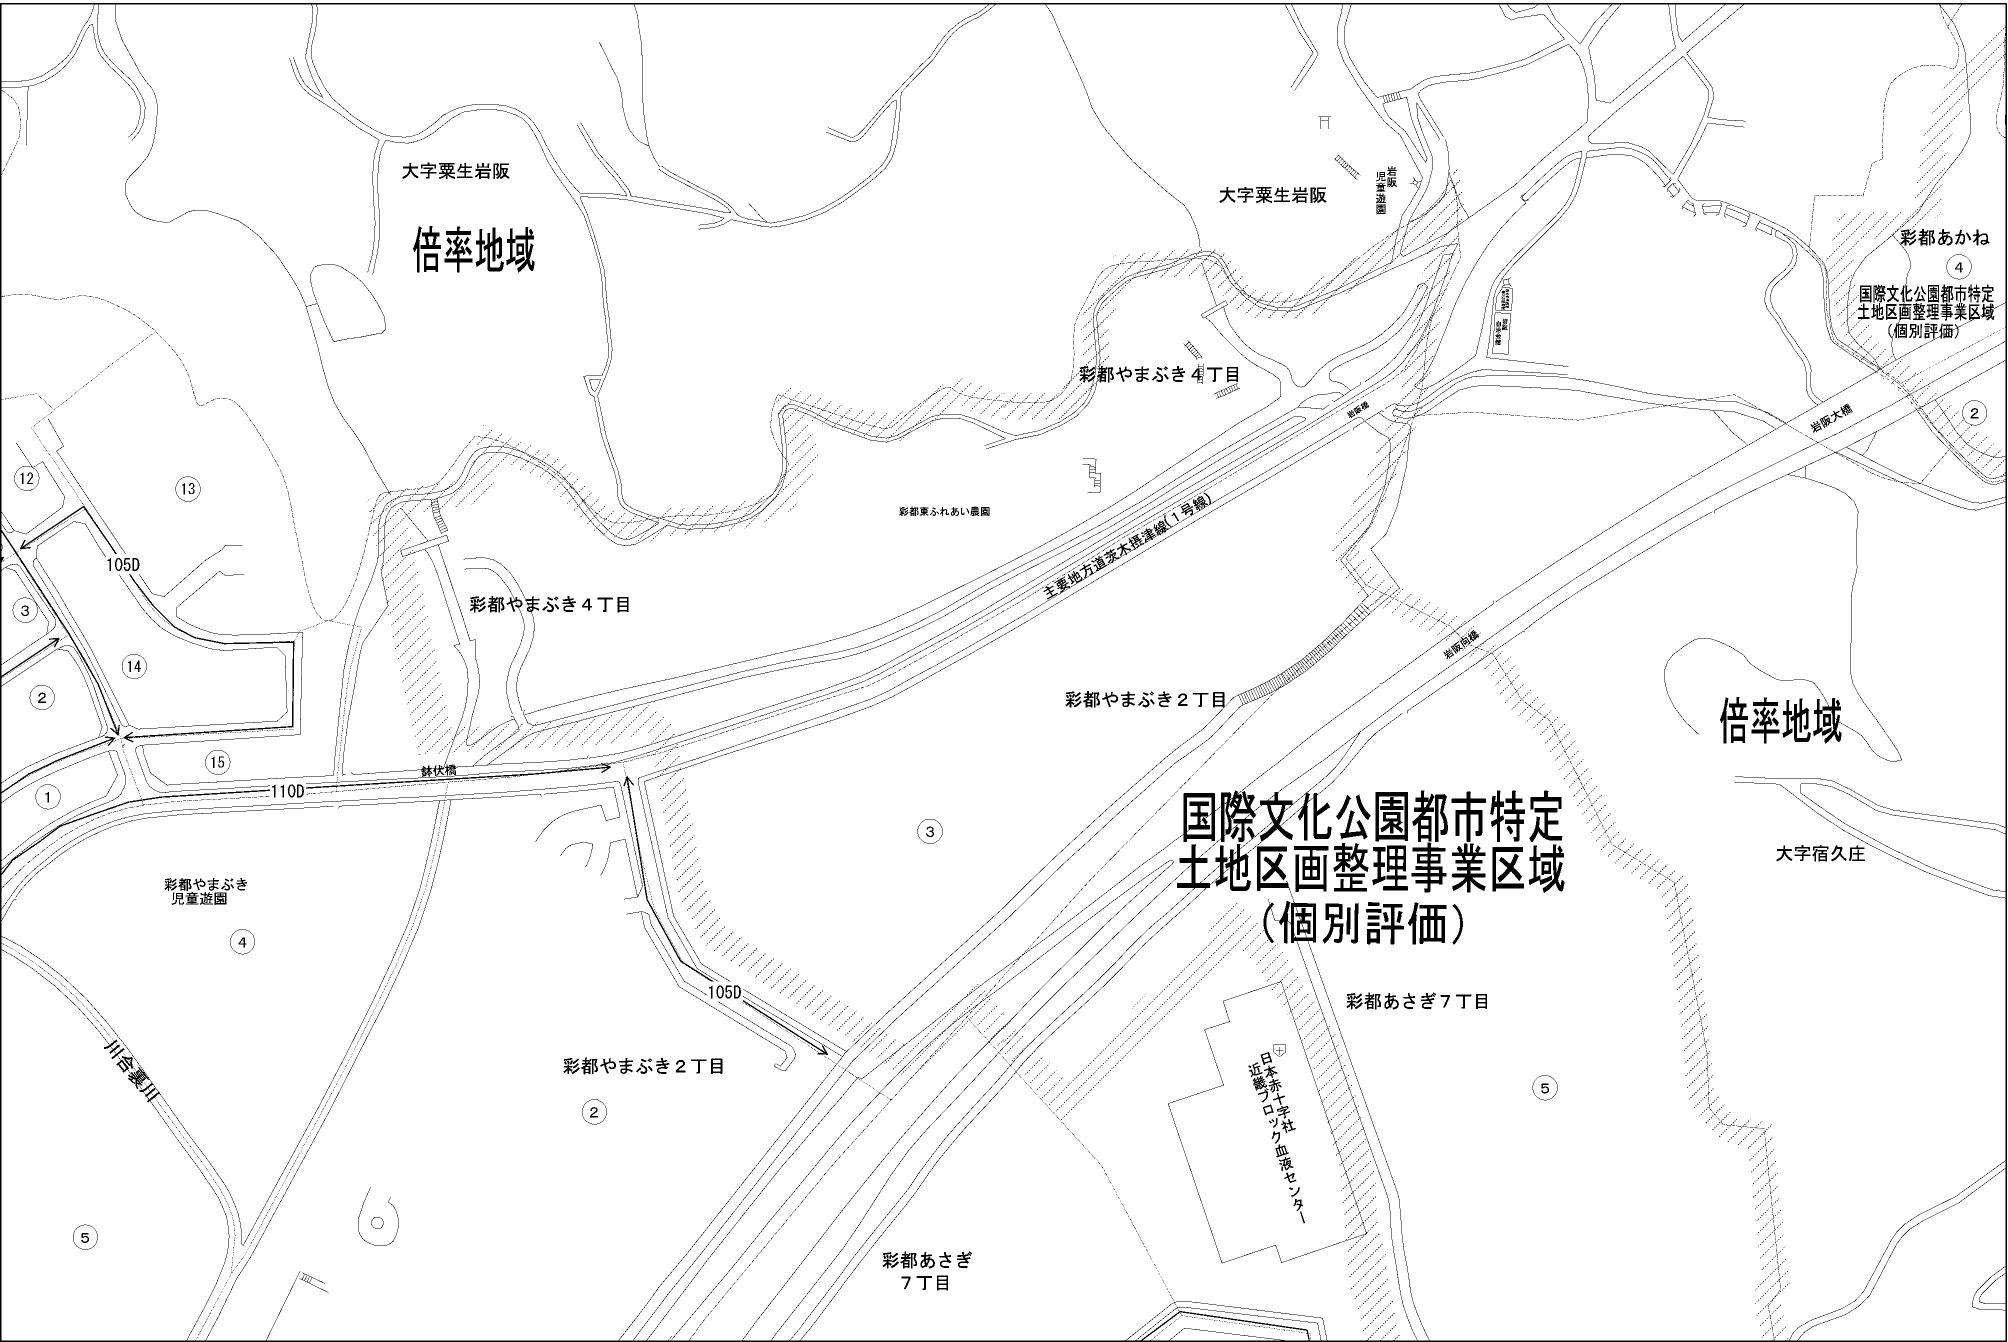 大字粟生岩阪
倍率地域
大字粟生岩阪
岩阪
児童遊園
彩都あかね
④
国際文化公園都市特定
土地区画整理事業区域
（個別評価）
②
彩都やまぶき４丁目
岩阪橋
岩阪大橋
⑫
⑬
彩都東ふれあい農園
主要地方道茨木摂津線(１号線)
105D
③
彩都やまぶき４丁目
⑭
②
岩阪向橋
彩都やまぶき２丁目
倍率地域
⑮
鉢伏橋
110D
①
③
国際文化公園都市特定
土地区画整理事業区域
（個別評価）
大字宿久庄
彩都やまぶき
児童遊園
④
105D
彩都あさぎ７丁目
川合裏川
彩都やまぶき２丁目
②
日本赤十字社
近畿ブロック血液センター
⑤
⑤
彩都あさぎ
７丁目